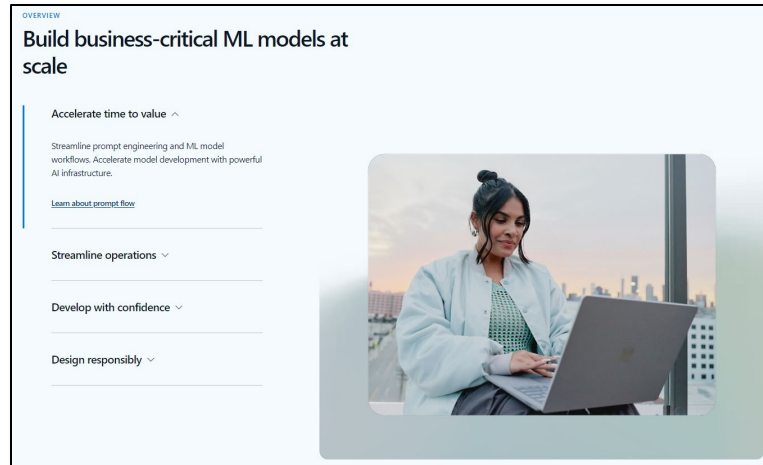 OVERVIEW
Build business-critical ML models at
scale
Accelerate time to value
Streamline prompt engineering and ML model
workflows. Accelerate model development with powerful
AI infrastructure.
Learn about prompt flow
Streamline operations
Develop with confidence
Design responsibly